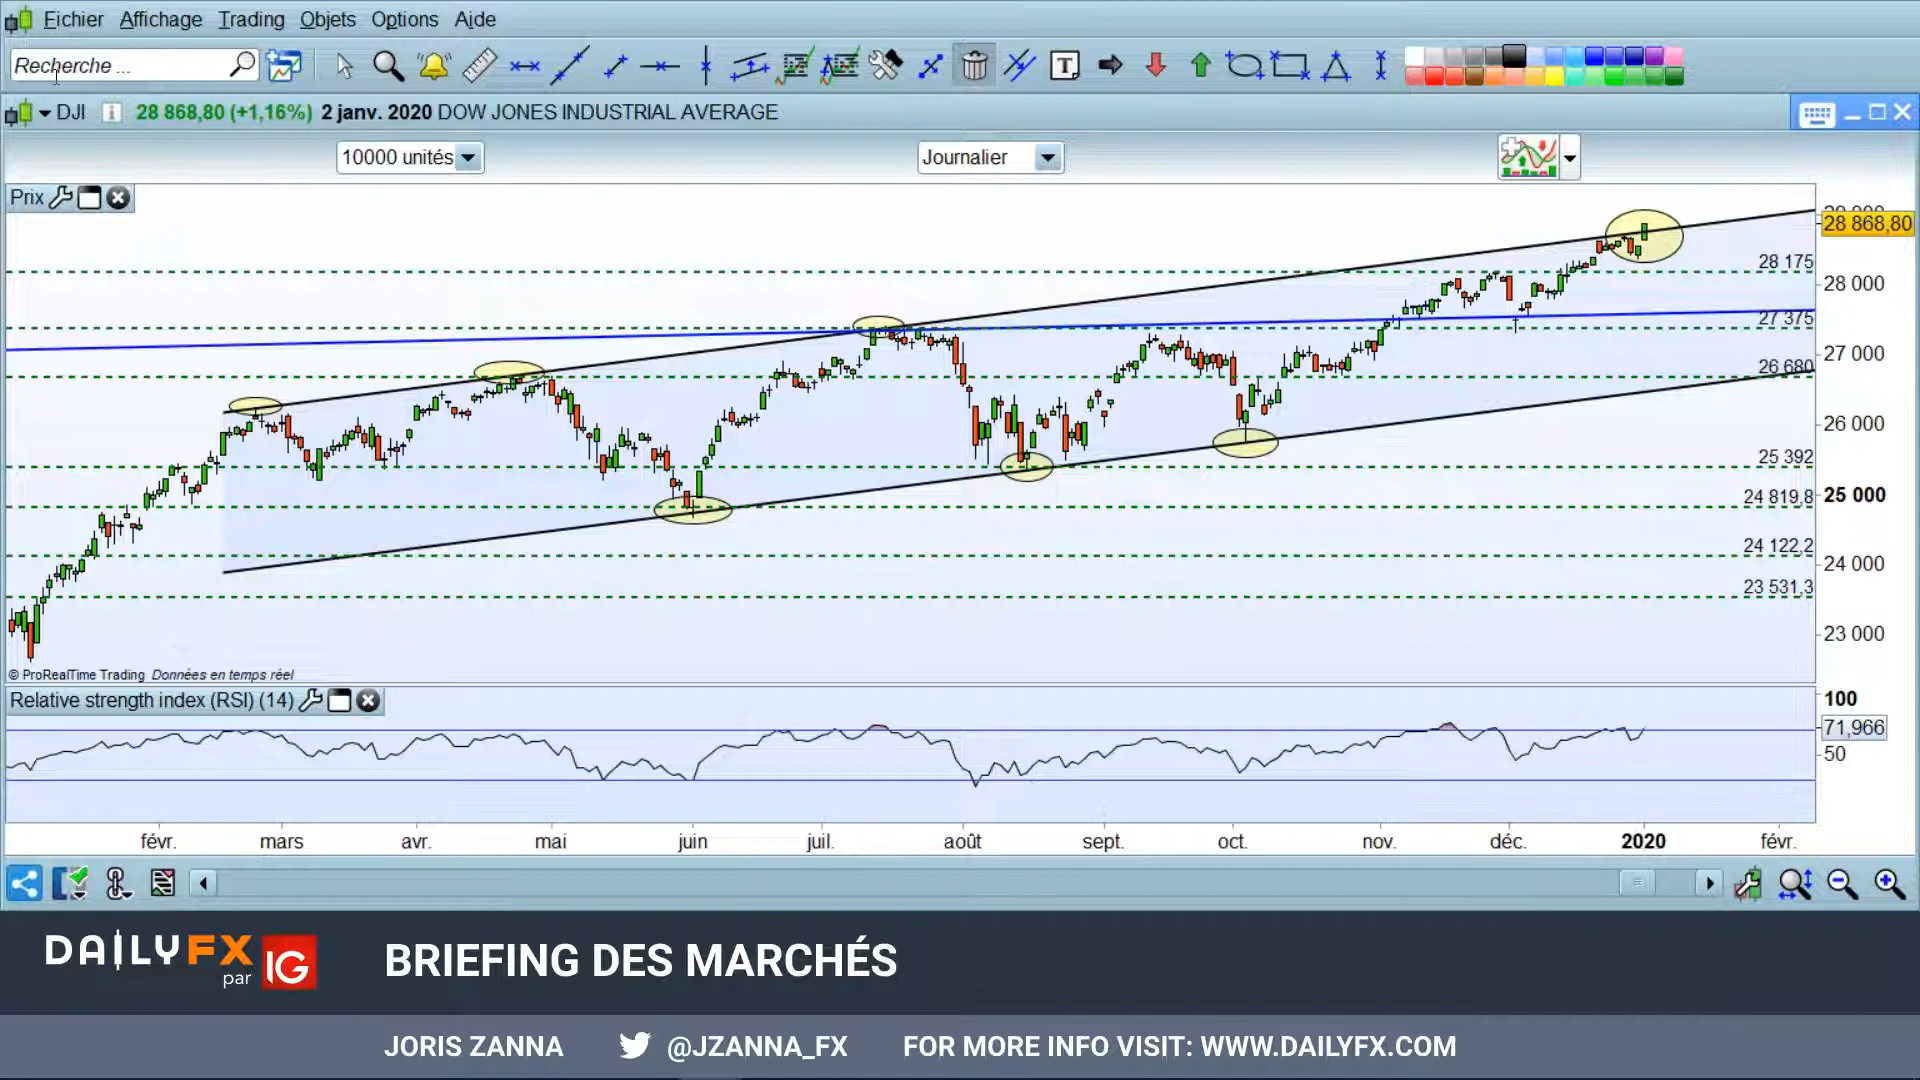 Fichier Affichage Trading Objets Options Aide
Recherche ...
T
DJI i 28 868,80 (+1,16%) 2 janv. 2020 DOW JONES INDUSTRIAL AVERAGE
10000 unités Journalier
Prix
28 868,80
28 175
28 000
27 375
27 000
26 680
26 000
25 392
25 000
24 819,8
24 122,2
24 000
23 531,3
23 000
© ProRealTime Trading Données en temps réel
Relative strength index (RSI) (14)
100
71,966
50
févr. mars avr. mai juin juil. août sept. oct. nov. déc. 2020 févr.
DAILYFX
par IG
BRIEFING DES MARCHÉS
JORIS ZANNA @JZANNA_FX FOR MORE INFO VISIT: WWW.DAILYFX.COM